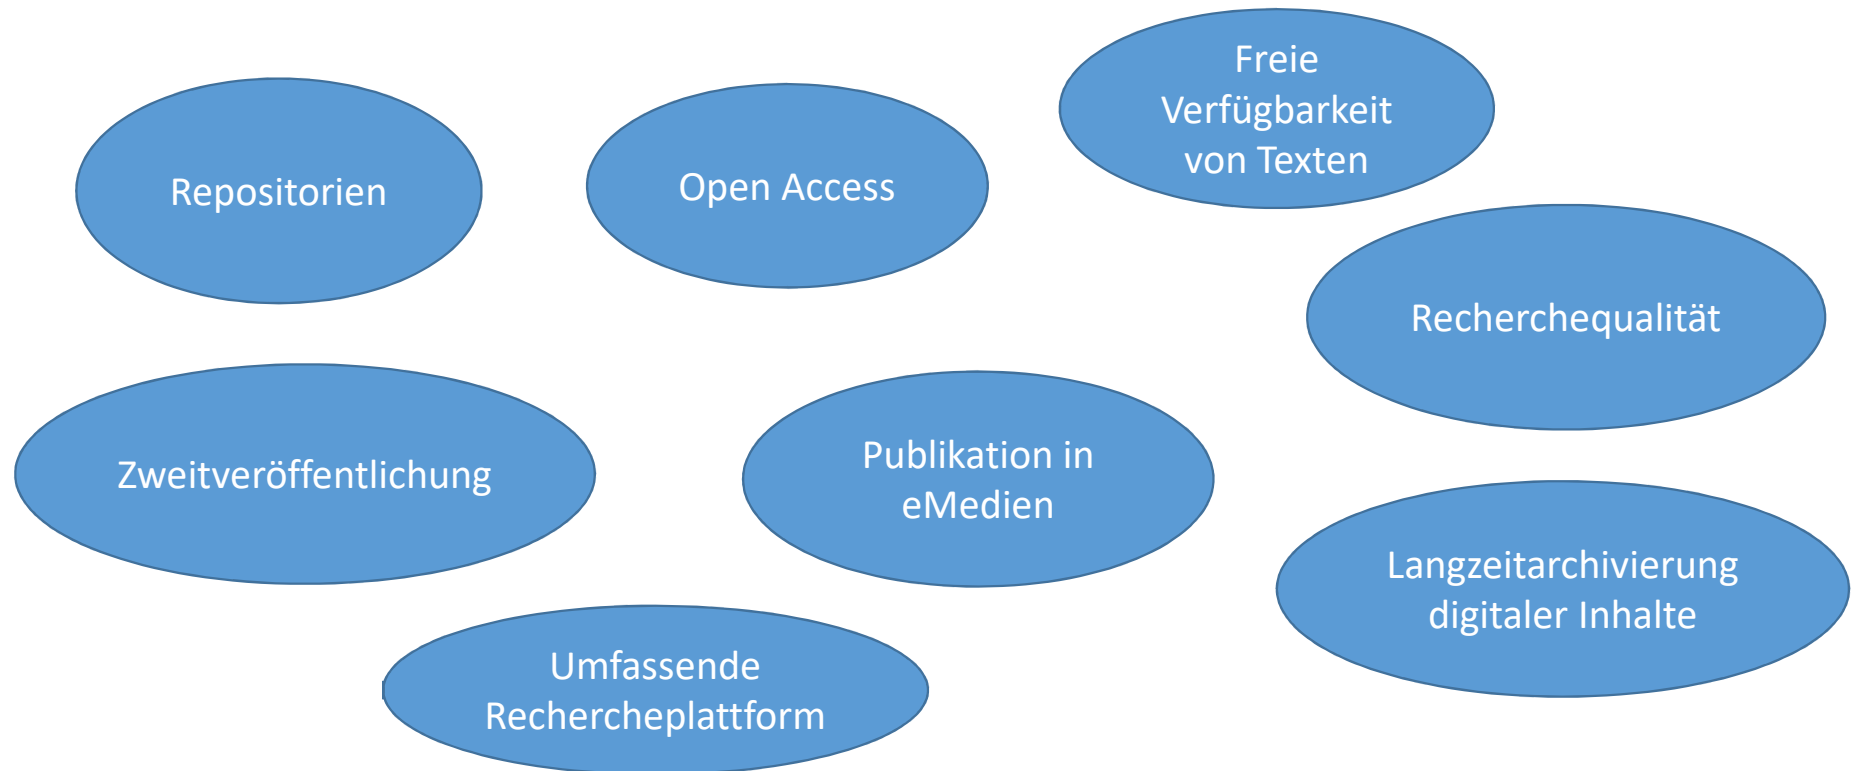 Repositorien
Open Access
Freie
Verfügbarkeit
von Texten
Recherchequalität
Zweitveröffentlichung
Publikation in
eMedien
Langzeitarchivierung
digitaler Inhalte
Umfassende
Rechercheplattform